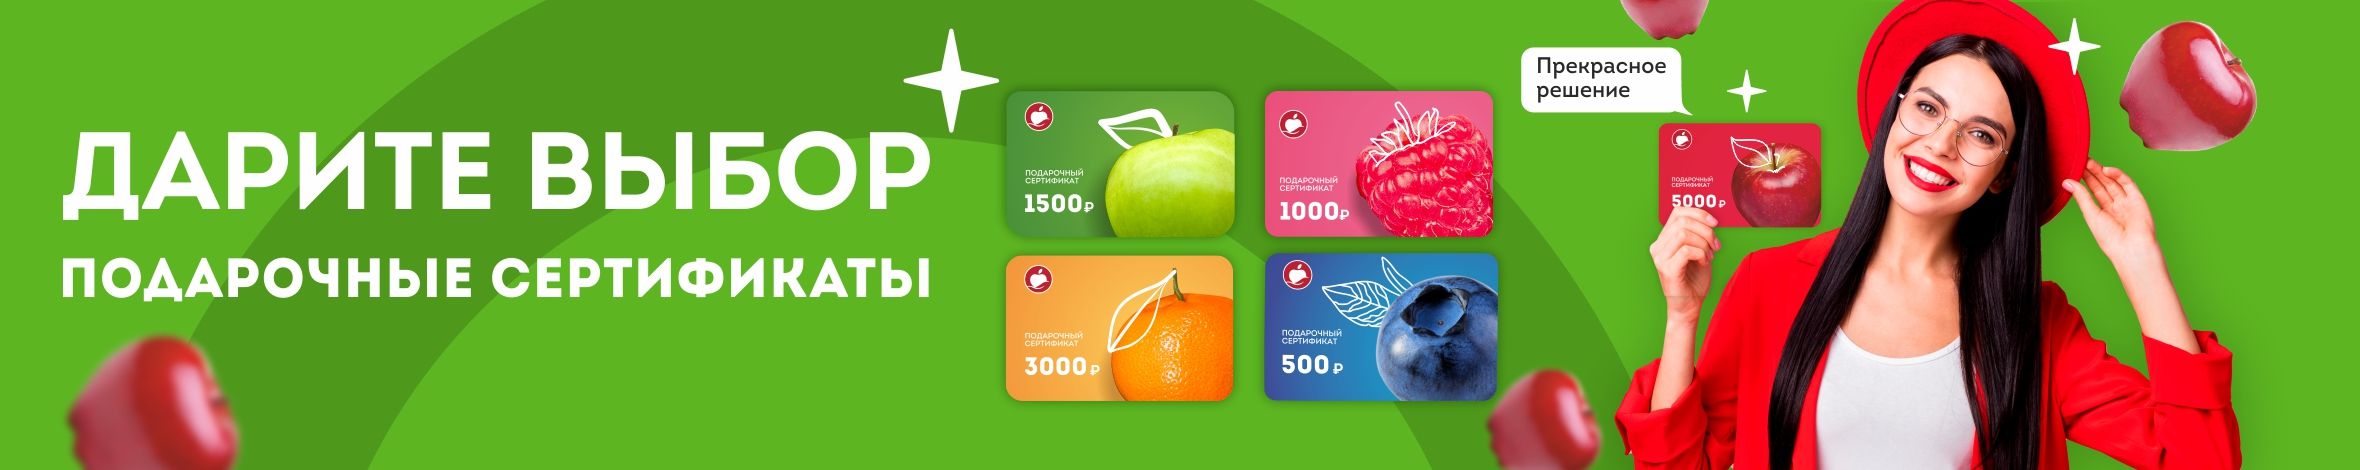 ДАРИТЕ ВЫБОР
ПОДАРОЧНЫЕ СЕРТИФИКАТЫ
ПОДАРОЧНЫЙ
СЕРТИФИКАТ
1500₽
ПОДАРОЧНЫЙ
СЕРТИФИКАТ
1000₽
ПОДАРОЧНЫЙ
СЕРТИФИКАТ
3000₽
ПОДАРОЧНЫЙ
СЕРТИФИКАТ
500₽
Прекрасное
решение
ПОДАРОЧНЫЙ
СЕРТИФИКАТ
5000₽